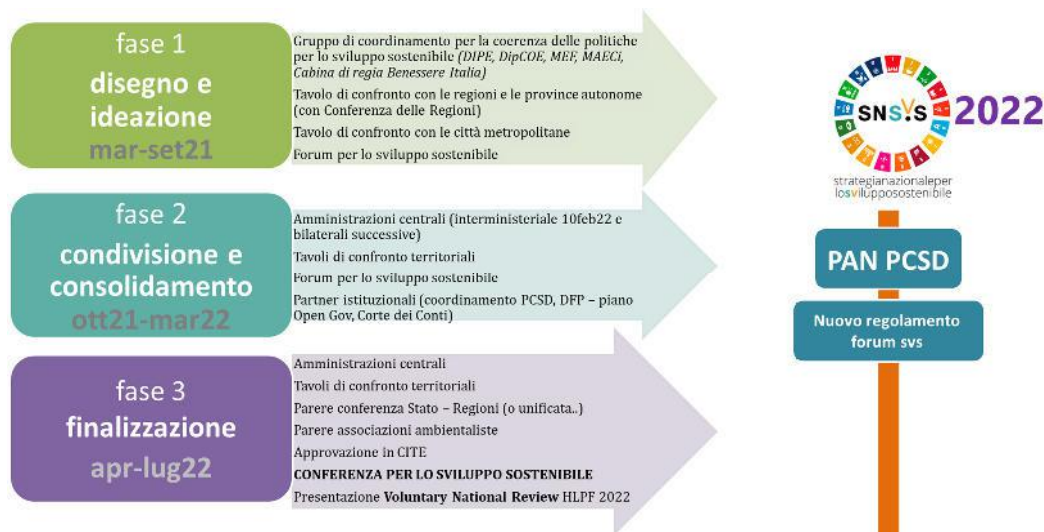 fase 1
disegno e
ideazione
mar-set21
Gruppo di coordinamento per la coerenza delle politiche
per lo sviluppo sostenibile (DIPE, DipCOE, MEF, MAECI,
Cabina di regia Benessere Italia)
Tavolo di confronto con le regioni e le province autonome
(con Conferenza delle Regioni)
Tavolo di confronto con le città metropolitane
Forum per lo sviluppo sostenibile
fase 2
condivisione e
consolidamento
ott21-mar22
Amministrazioni centrali (interministeriale 10feb22 e
bilaterali successive)
Tavoli di confronto territoriali
Forum per lo sviluppo sostenibile
Partner istituzionali (coordinamento PCSD, DFP – piano
Open Gov, Corte dei Conti)
fase 3
finalizzazione
apr-lug22
Amministrazioni centrali
Tavoli di confronto territoriali
Parere conferenza Stato – Regioni (o unificata..)
Parere associazioni ambientaliste
Approvazione in CITE
CONFERENZA PER LO SVILUPPO SOSTENIBILE
Presentazione Voluntary National Review HLPF 2022
SNSVS
2022
strategianazionaleper
losvilupposostenibile
PAN PCSD
Nuovo regolamento
forum svs